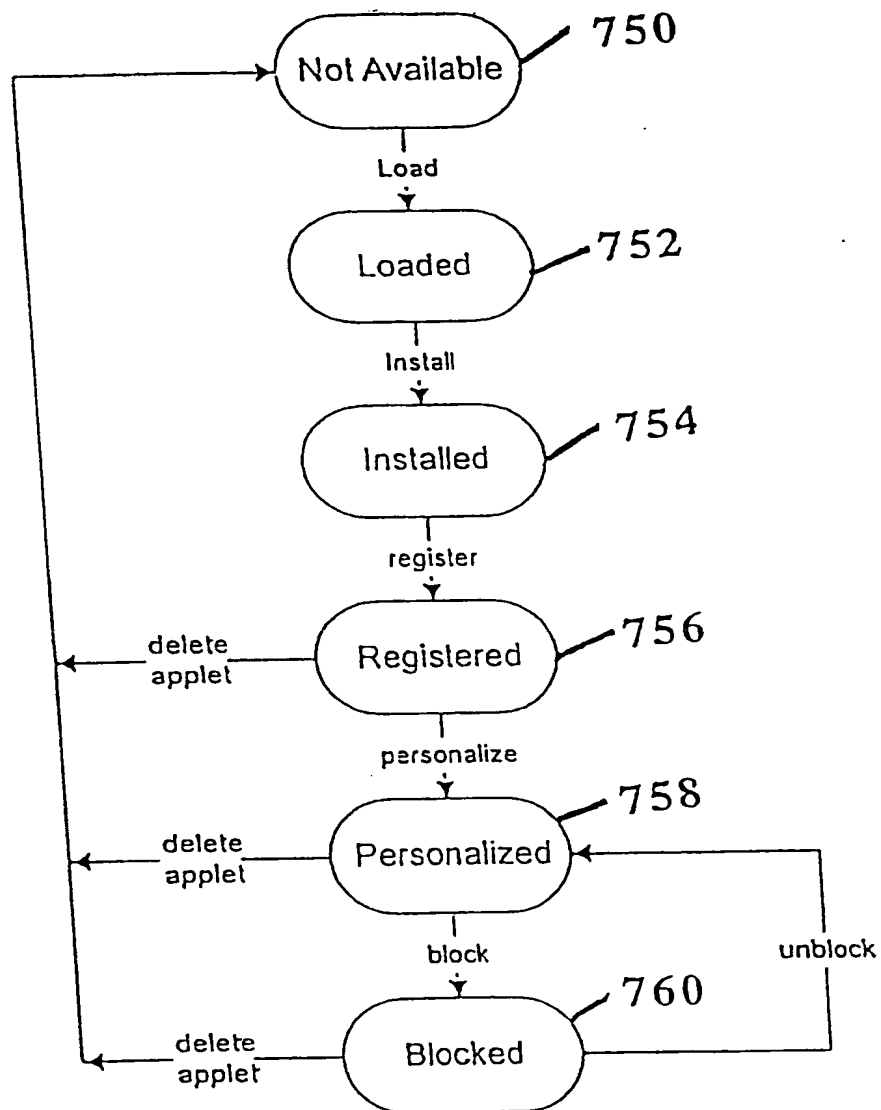 750
Not Available
Load
752
Loaded
Install
754
Installed
register
756
Registered
delete
applet
personalize
758
Personalized
delete
applet
block
unblock
760
Blocked
delete
applet